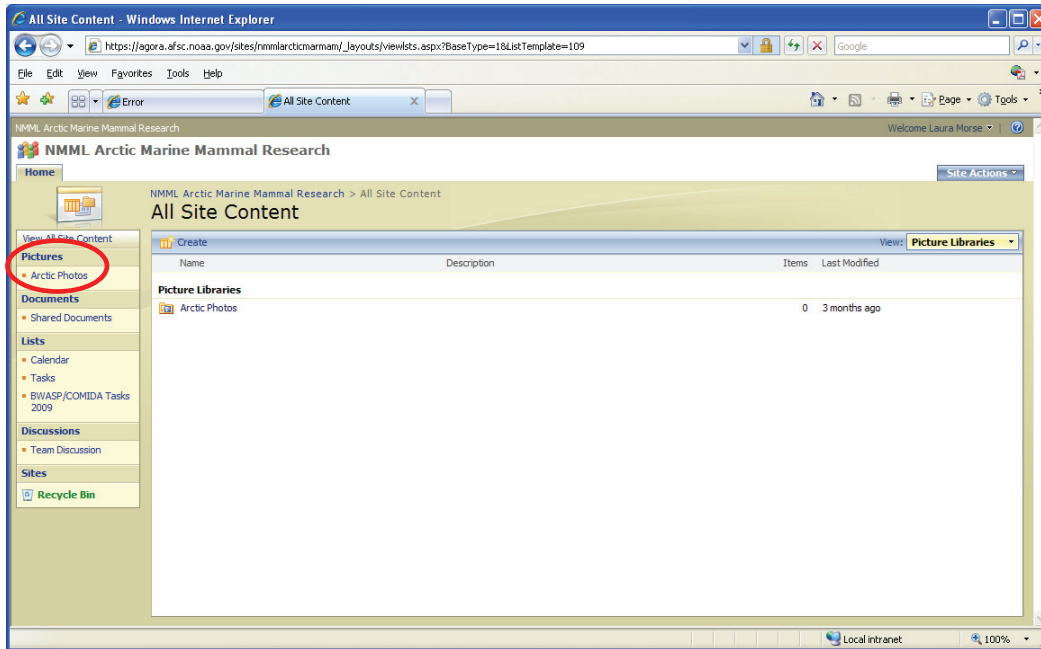 All Site Content - Windows Internet Explorer
https://agora.afsc.noaa.gov/sites/nmmlarcticmarmam/_layouts/viewlsts.aspx?BaseType=1&ListTemplate=109
Google
File Edit View Favorites Tools Help
Error
All Site Content
Page
Tools
NMML Arctic Marine Mammal Research
Welcome Laura Morse
NMML Arctic Marine Mammal Research
Home
Site Actions
NMML Arctic Marine Mammal Research > All Site Content
All Site Content
View All Site Content
Pictures
Arctic Photos
Documents
Shared Documents
Lists
Calendar
Tasks
BWASP/COMIDA Tasks
2009
Discussions
Team Discussion
Sites
Recycle Bin
Create
View: Picture Libraries
Name Description Items Last Modified
Picture Libraries
Arctic Photos 0 3 months ago
Local intranet
100%